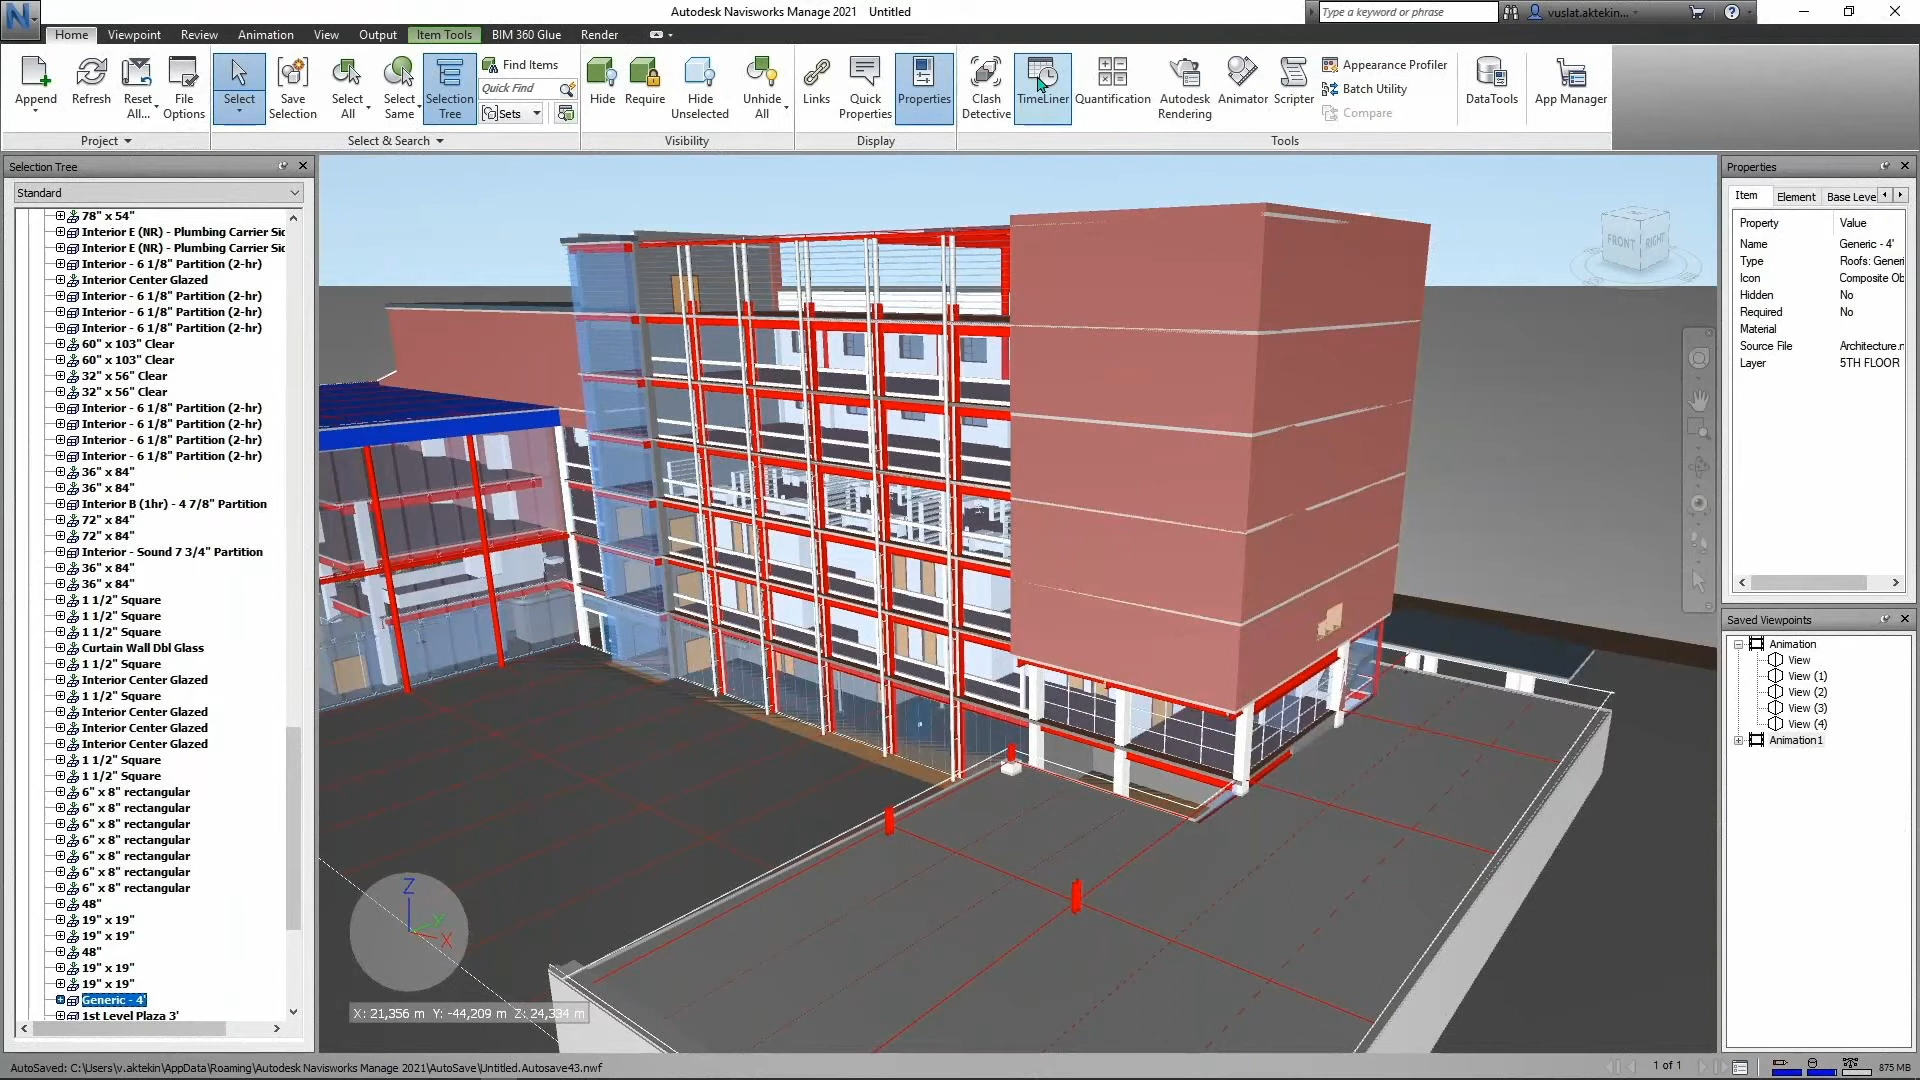 Autodesk Navisworks Manage 2021 Untitled
Type a keyword or phrase
vuslat.aktekin...
Home Viewpoint Review Animation View Output Item Tools BIM 360 Glue Render
Append
Refresh
Reset All...
File Options
Project
Select
Save Selection
Select All
Select Same
Selection Tree
Find Items
Quick Find
Sets
Select & Search
Hide
Require
Hide Unselected
Unhide All
Visibility
Links
Quick Properties
Properties
Display
Clash Detective
TimeLiner
Quantification
Autodesk Rendering
Animator
Scripter
Appearance Profiler
Batch Utility
Compare
Tools
DataTools
App Manager
Selection Tree
Standard
78" x 54"
Interior E (NR) - Plumbing Carrier Sid
Interior E (NR) - Plumbing Carrier Sid
Interior - 6 1/8" Partition (2-hr)
Interior Center Glazed
Interior - 6 1/8" Partition (2-hr)
Interior - 6 1/8" Partition (2-hr)
Interior - 6 1/8" Partition (2-hr)
60" x 103" Clear
60" x 103" Clear
32" x 56" Clear
32" x 56" Clear
Interior - 6 1/8" Partition (2-hr)
Interior - 6 1/8" Partition (2-hr)
Interior - 6 1/8" Partition (2-hr)
Interior - 6 1/8" Partition (2-hr)
36" x 84"
36" x 84"
Interior B (1hr) - 4 7/8" Partition
72" x 84"
72" x 84"
Interior - Sound 7 3/4" Partition
36" x 84"
36" x 84"
1 1/2" Square
1 1/2" Square
1 1/2" Square
Curtain Wall Dbl Glass
1 1/2" Square
Interior Center Glazed
1 1/2" Square
Interior Center Glazed
Interior Center Glazed
Interior Center Glazed
1 1/2" Square
1 1/2" Square
6" x 8" rectangular
6" x 8" rectangular
6" x 8" rectangular
6" x 8" rectangular
6" x 8" rectangular
6" x 8" rectangular
6" x 8" rectangular
48"
19" x 19"
19" x 19"
48"
19" x 19"
19" x 19"
Generic - 4'
1st Level Plaza 3'
FRONT RIGHT
Z
Y
X
X: 21,356 m Y: -44,209 m Z: 24,334 m
Properties
Item Element Base Leve
Property Value
Name Generic - 4'
Type Roofs: Generi
Icon Composite Ob
Hidden No
Required No
Material
Source File Architecture.n
Layer 5TH FLOOR
Saved Viewpoints
Animation
View
View (1)
View (2)
View (3)
View (4)
Animation1
AutoSaved: C:\Users\v.aktekin\AppData\Roaming\Autodesk Navisworks Manage 2021\AutoSave\Untitled.Autosave43.nwf
1 of 1
875 MB